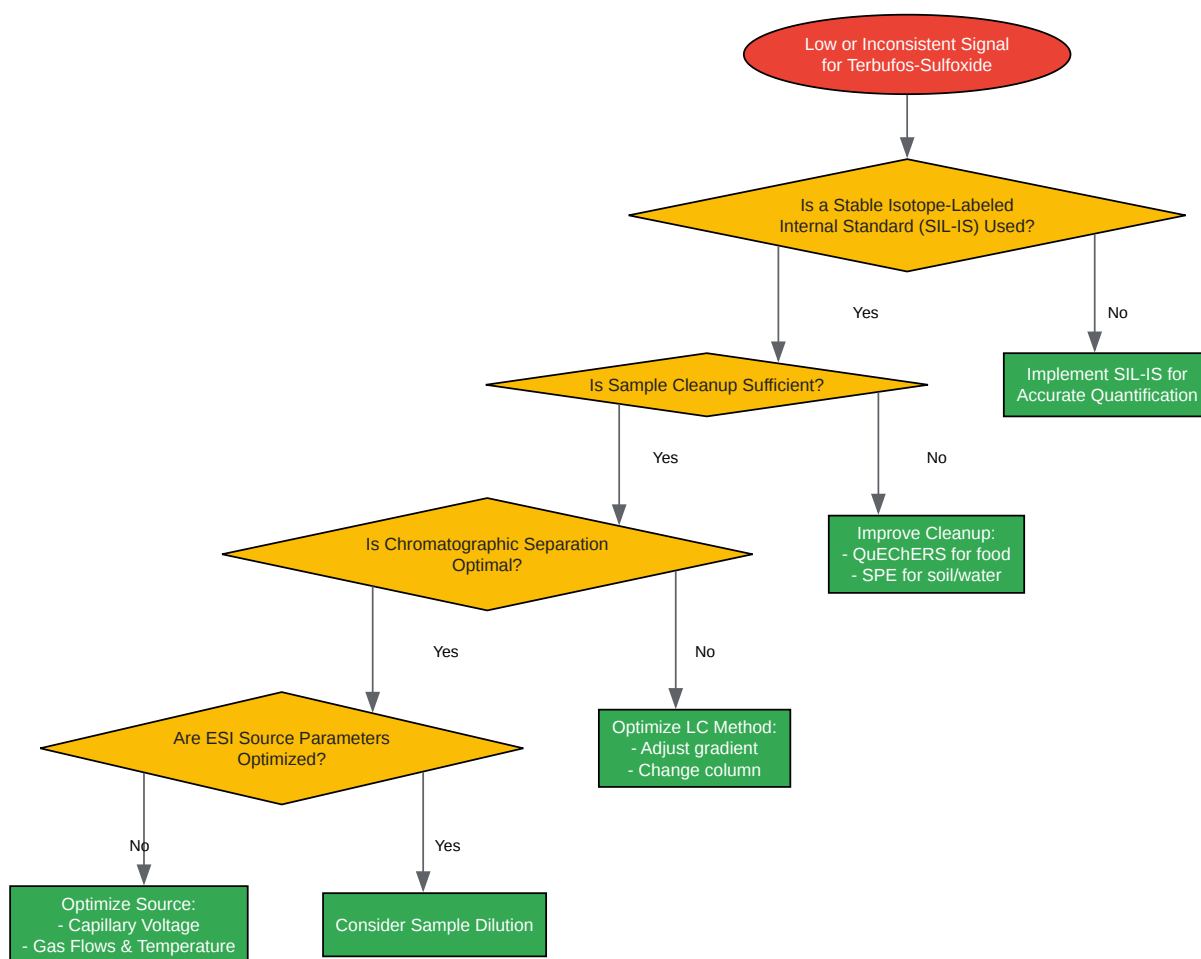 Low or Inconsistent Signal
for Terbufos-Sulfoxide
Is a Stable Isotope-Labeled
Internal Standard (SIL-IS) Used?
Yes
No
Is Sample Cleanup Sufficient?
Implement SIL-IS for
Accurate Quantification
Yes
No
Is Chromatographic Separation
Optimal?
Improve Cleanup:
- QuEChERS for food
- SPE for soil/water
Yes
No
Are ESI Source Parameters
Optimized?
Optimize LC Method:
- Adjust gradient
- Change column
No
Yes
Optimize Source:
- Capillary Voltage
- Gas Flows & Temperature
Consider Sample Dilution